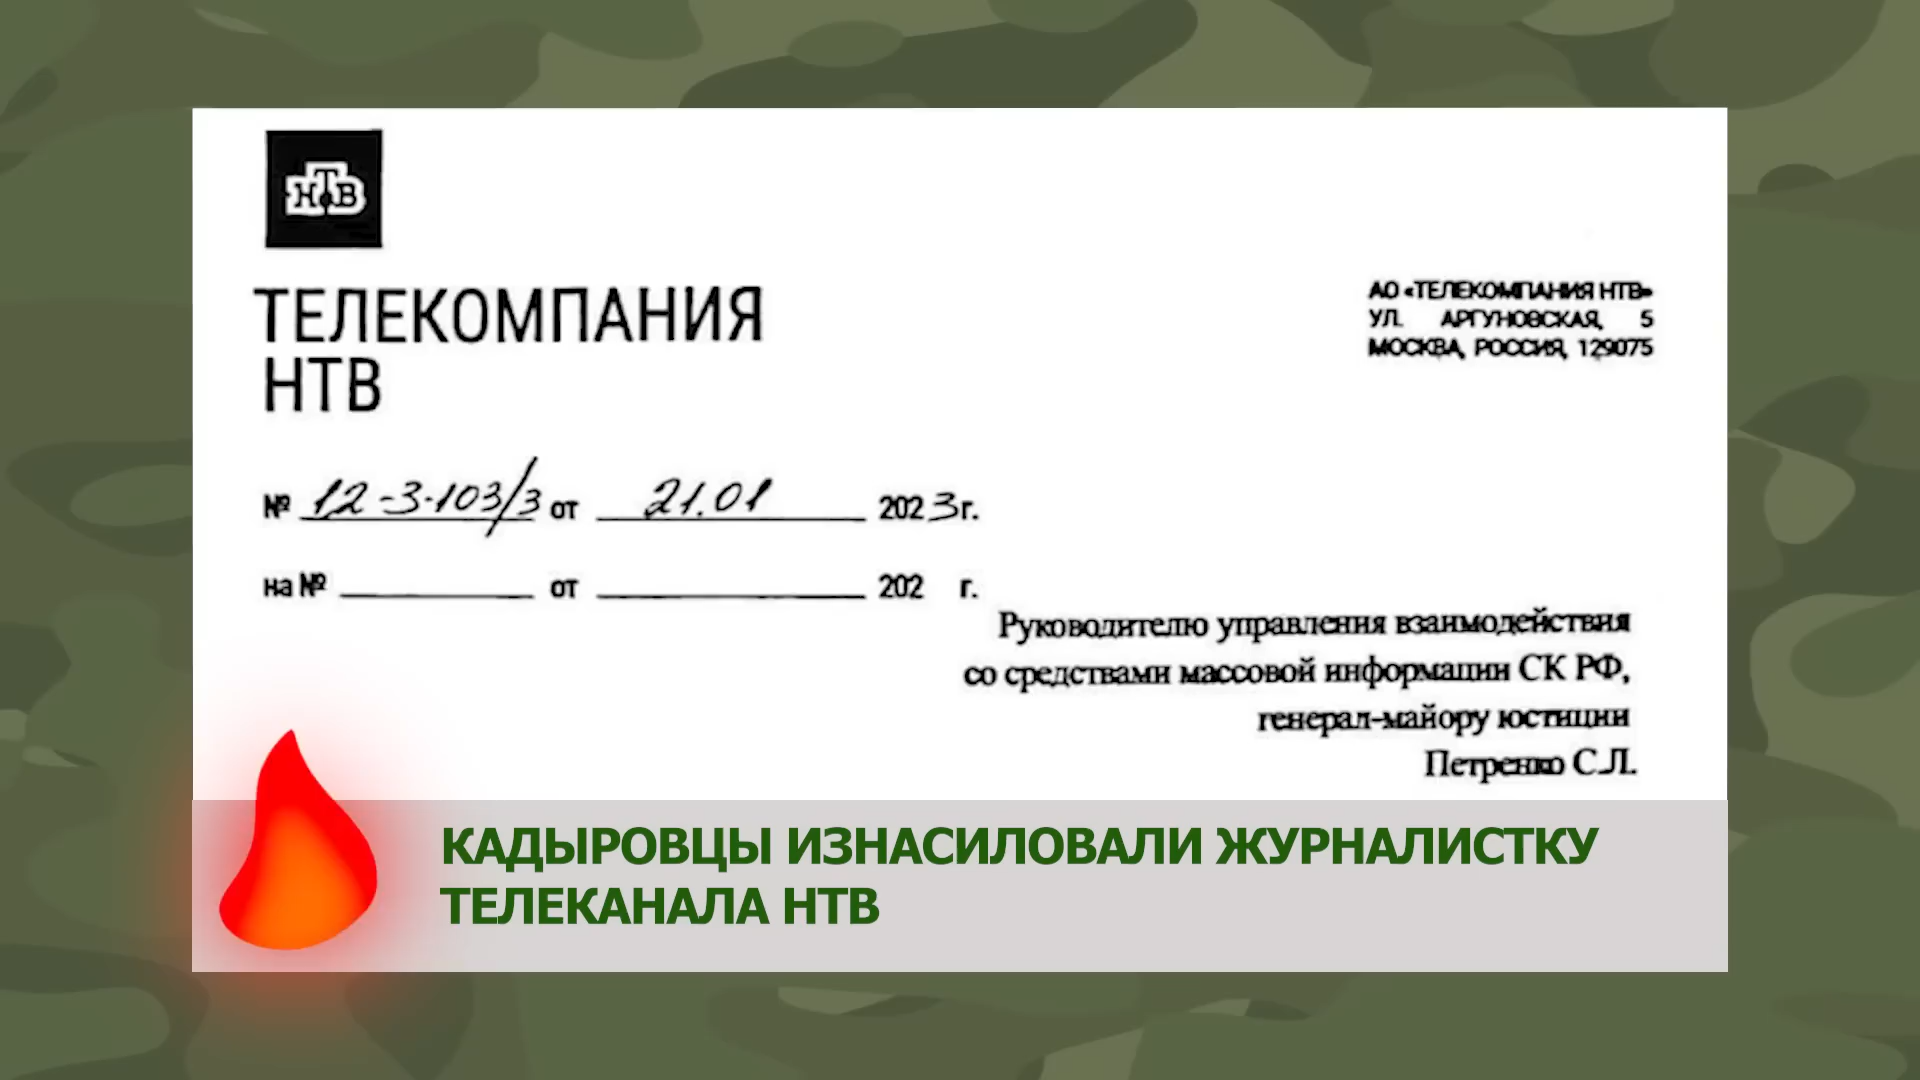 НТВ
ТЕЛЕКОМПАНИЯ
НТВ
АО «ТЕЛЕКОМПАНИЯ НТВ»
УЛ. АРГУНОВСКАЯ, 5
МОСКВА, РОССИЯ, 129075
№ 12-3-103/3 от 21.01 2023г.
на № от 202 г.
Руководителю управления взаимодействия
со средствами массовой информации СК РФ,
генерал-майору юстиции
Петренко С.Л.
КАДЫРОВЦЫ ИЗНАСИЛОВАЛИ ЖУРНАЛИСТКУ
ТЕЛЕКАНАЛА НТВ